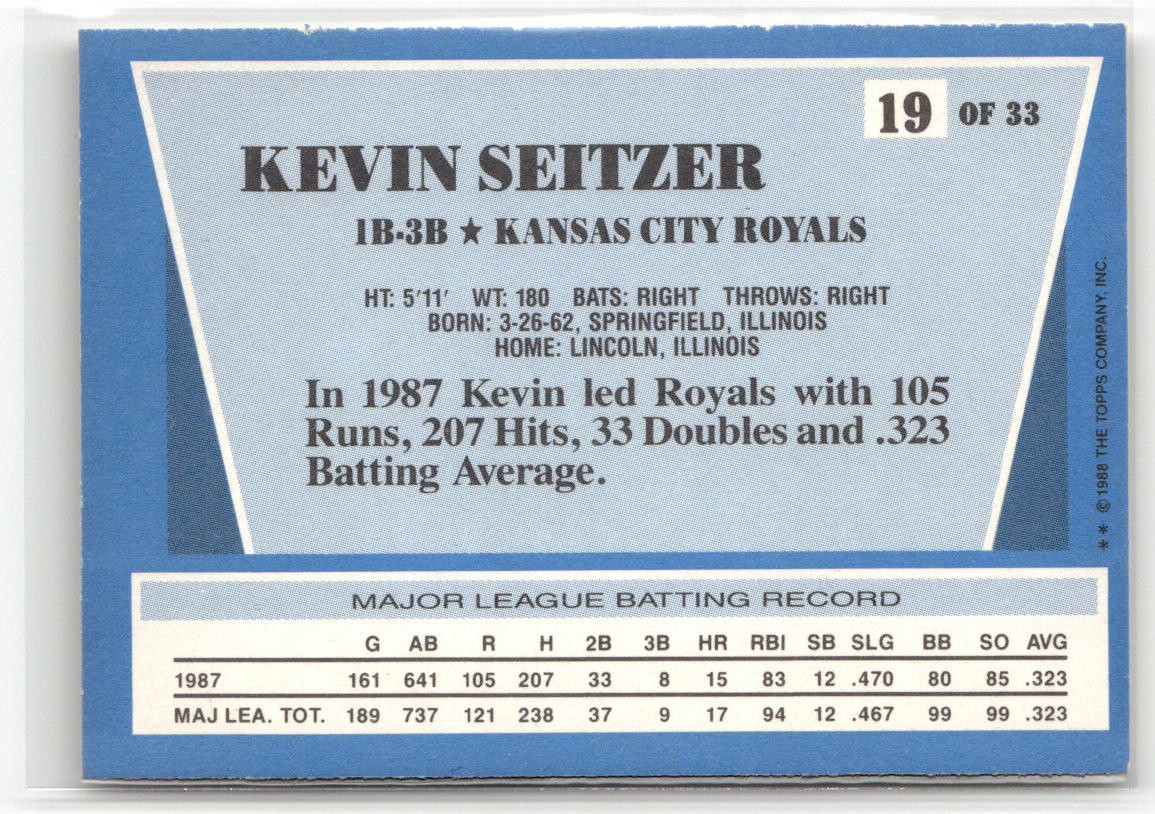 19 OF 33
KEVIN SEITZER
1B-3B ★ KANSAS CITY ROYALS
HT: 5'11' WT: 180 BATS: RIGHT THROWS: RIGHT
BORN: 3-26-62, SPRINGFIELD, ILLINOIS
HOME: LINCOLN, ILLINOIS
In 1987 Kevin led Royals with 105
Runs, 207 Hits, 33 Doubles and .323
Batting Average.
** © 1988 THE TOPPS COMPANY, INC.
MAJOR LEAGUE BATTING RECORD
G AB R H 2B 3B HR RBI SB SLG BB SO AVG
1987 161 641 105 207 33 8 15 83 12 .470 80 85 .323
MAJ LEA. TOT. 189 737 121 238 37 9 17 94 12 .467 99 99 .323